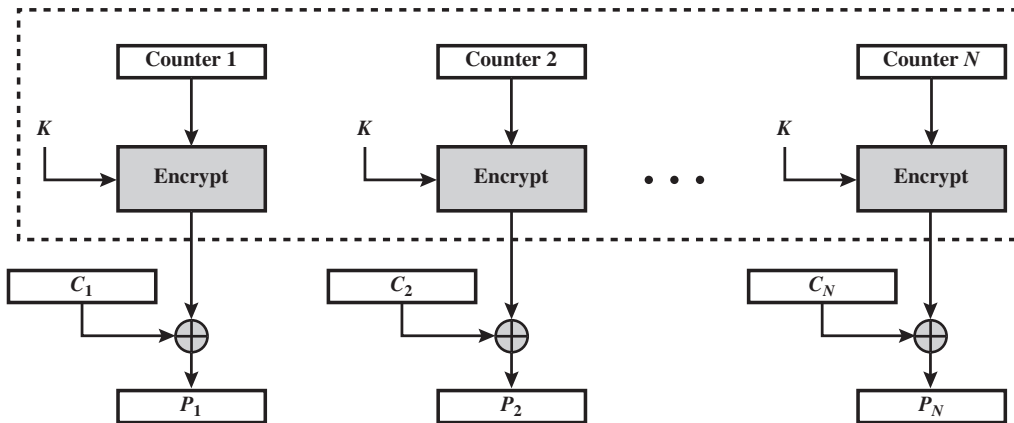 Counter 1 Counter 2 Counter N
K K K
Encrypt Encrypt • • • Encrypt
C1 C2 CN
P1 P2 PN